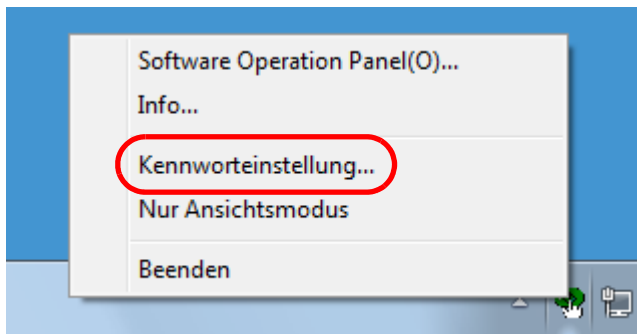 Software Operation Panel(O)...
Info...
Kennworteinstellung...
Nur Ansichtsmodus
Beenden